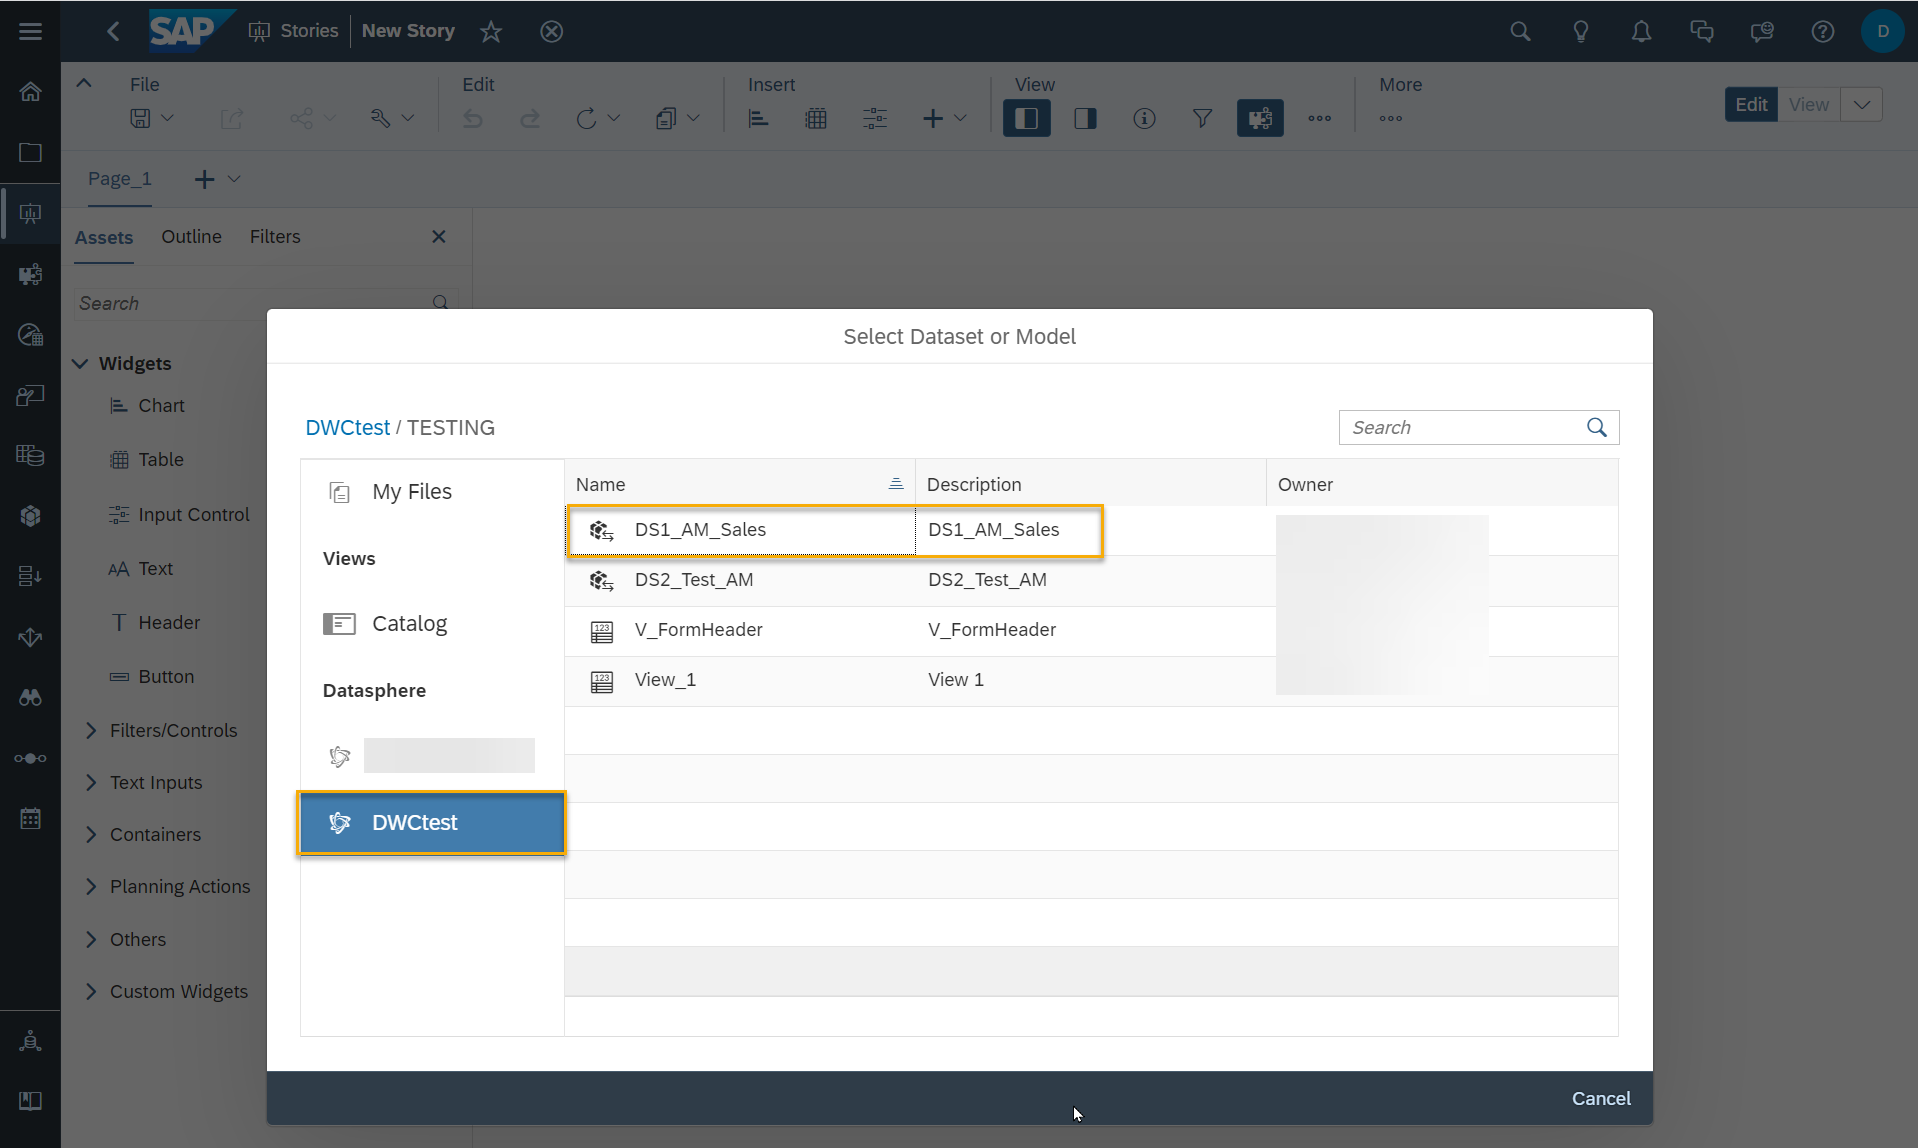 SAP Stories New Story D
File Edit Insert View More
Edit View
Page_1
Assets Outline Filters
Search
Widgets
Chart
Table
Input Control
Text
Header
Button
Filters/Controls
Text Inputs
Containers
Planning Actions
Others
Custom Widgets
Select Dataset or Model
DWCtest / TESTING
Search
My Files
Views
Catalog
Datasphere
DWCtest
Name Description Owner
DS1_AM_Sales DS1_AM_Sales
DS2_Test_AM DS2_Test_AM
123 V_FormHeader V_FormHeader
123 View_1 View 1
Cancel